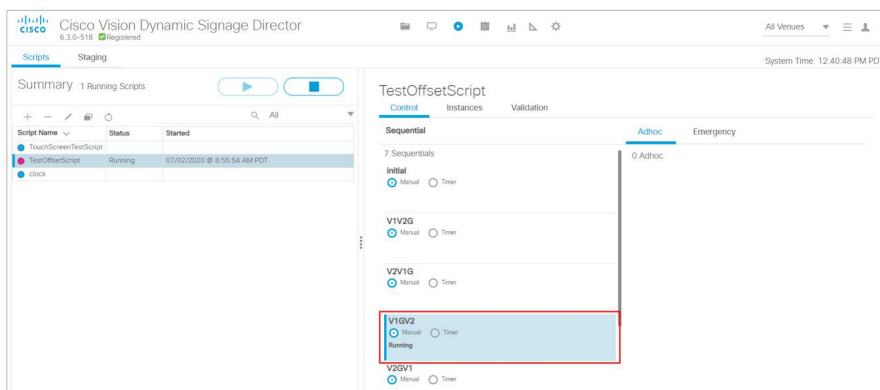 CISCO
Cisco Vision Dynamic Signage Director
6.3.0-518 Registered
All Venues
Scripts Staging
System Time: 12:40:48 PM PDT
Summary 1 Running Scripts
All
Script Name Status Started
TouchScreenTestScript
TestOffsetScript Running 07/02/2020 @ 8:55:54 AM PDT
clock
TestOffsetScript
Control Instances Validation
Sequential
Adhoc Emergency
7 Sequentials
0 Adhoc
initial
Manual Timer
V1V2G
Manual Timer
V2V1G
Manual Timer
V1GV2
Manual Timer
Running
V2GV1
Manual Timer